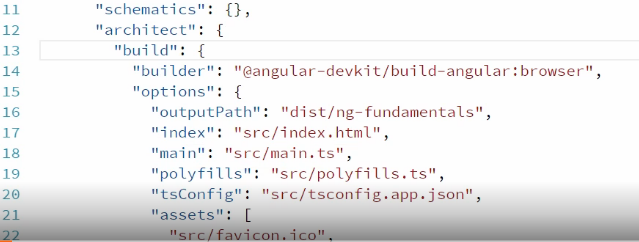 11 "schematics": {},
12 "architect": {
13 "build": {
14 "builder": "@angular-devkit/build-angular:browser",
15 "options": {
16 "outputPath": "dist/ng-fundamentals",
17 "index": "src/index.html",
18 "main": "src/main.ts",
19 "polyfills": "src/polyfills.ts",
20 "tsConfig": "src/tsconfig.app.json",
21 "assets": [
22 "src/favicon.ico",